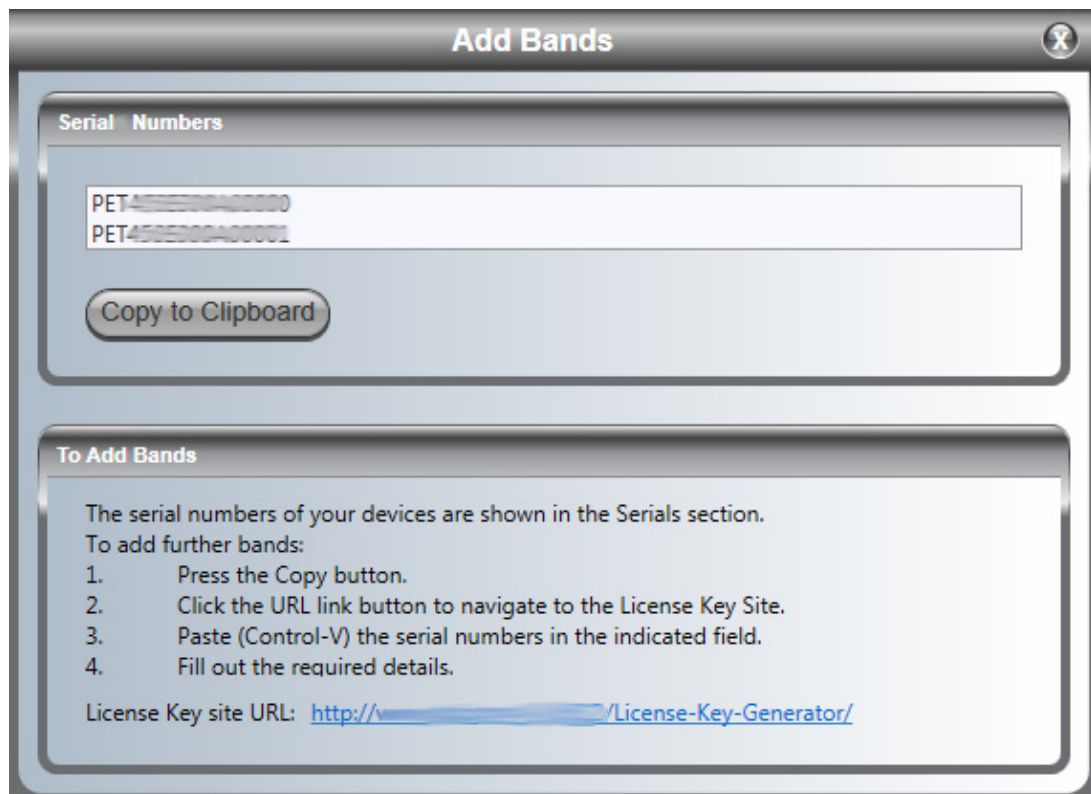 Add Bands
X
Serial Numbers
PET4
PET4
Copy to Clipboard
To Add Bands
The serial numbers of your devices are shown in the Serials section.
To add further bands:
1. Press the Copy button.
2. Click the URL link button to navigate to the License Key Site.
3. Paste (Control-V) the serial numbers in the indicated field.
4. Fill out the required details.
License Key site URL: http:// /License-Key-Generator/